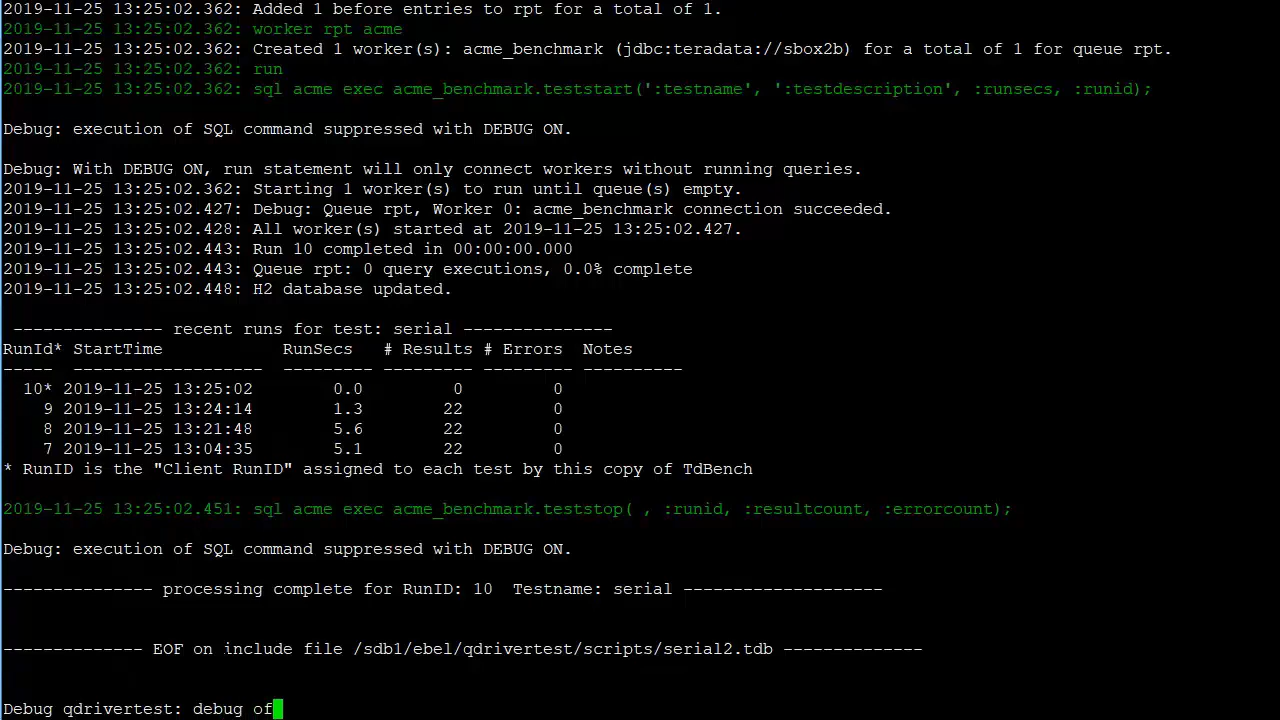 2019-11-25 13:25:02.362: Added 1 before entries to rpt for a total of 1.
2019-11-25 13:25:02.362: worker rpt acme
2019-11-25 13:25:02.362: Created 1 worker(s): acme_benchmark (jdbc:teradata://sbox2b) for a total of 1 for queue rpt.
2019-11-25 13:25:02.362: run
2019-11-25 13:25:02.362: sql acme exec acme_benchmark.teststart(':testname', ':testdescription', :runsecs, :runid);
Debug: execution of SQL command suppressed with DEBUG ON.
Debug: With DEBUG ON, run statement will only connect workers without running queries.
2019-11-25 13:25:02.362: Starting 1 worker(s) to run until queue(s) empty.
2019-11-25 13:25:02.427: Debug: Queue rpt, Worker 0: acme_benchmark connection succeeded.
2019-11-25 13:25:02.428: All worker(s) started at 2019-11-25 13:25:02.427.
2019-11-25 13:25:02.443: Run 10 completed in 00:00:00.000
2019-11-25 13:25:02.443: Queue rpt: 0 query executions, 0.0% complete
2019-11-25 13:25:02.448: H2 database updated.
--------------- recent runs for test: serial ---------------
RunId* StartTime            RunSecs   # Results # Errors  Notes
-----  -------------------  --------- --------- --------- ----------
10* 2019-11-25 13:25:02        0.0         0         0
9 2019-11-25 13:24:14        1.3        22         0
8 2019-11-25 13:21:48        5.6        22         0
7 2019-11-25 13:04:35        5.1        22         0
* RunID is the "Client RunID" assigned to each test by this copy of TdBench
2019-11-25 13:25:02.451: sql acme exec acme_benchmark.teststop( , :runid, :resultcount, :errorcount);
Debug: execution of SQL command suppressed with DEBUG ON.
--------------- processing complete for RunID: 10  Testname: serial --------------------
-------------- EOF on include file /sdb1/ebel/qdrivertest/scripts/serial2.tdb --------------
Debug qdrivertest: debug of